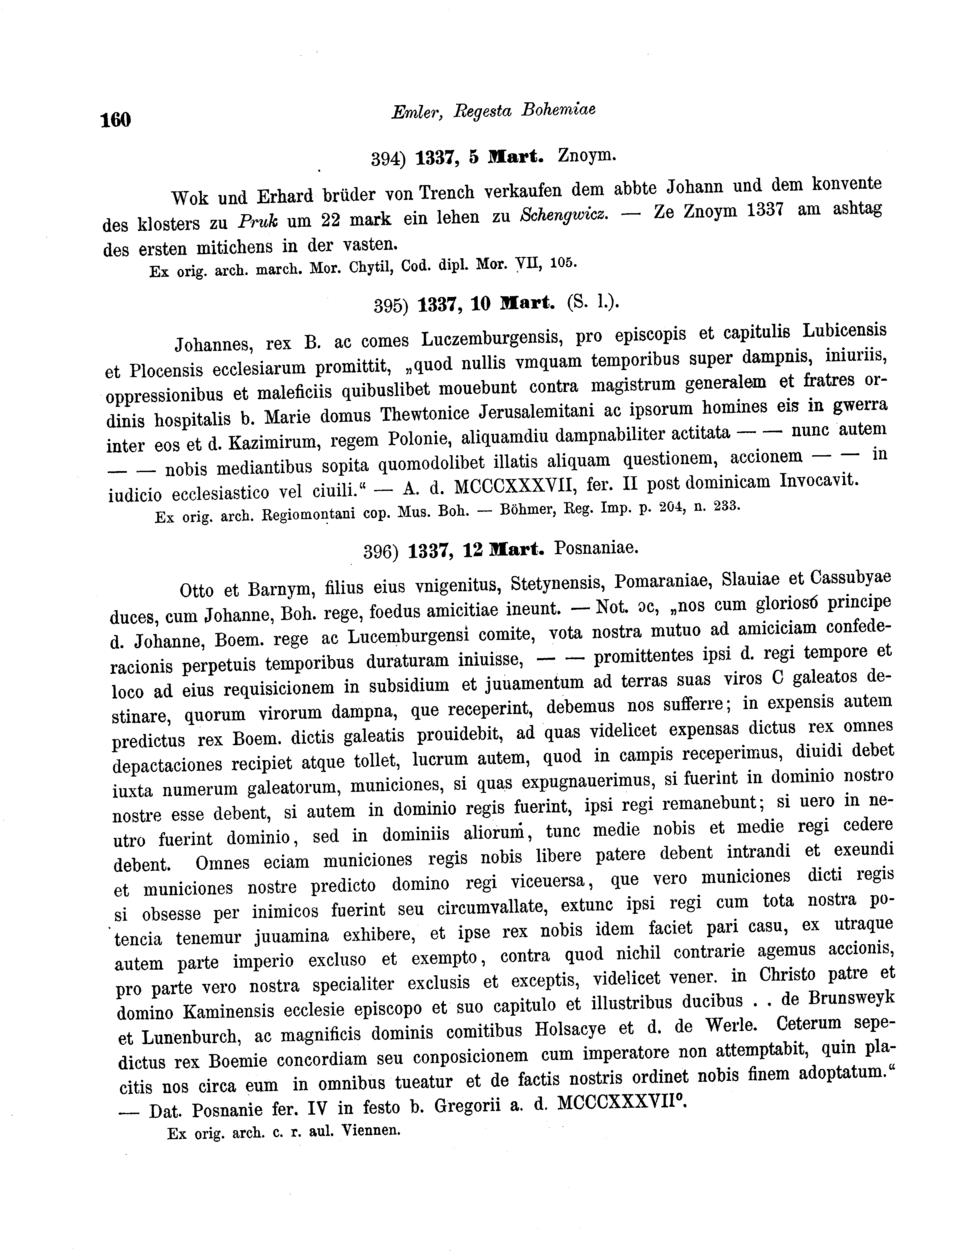 160
Emler, Regesta Bohemiae
394) 1337, 5 Mart. Znoym.
Wok und Erhard brüder von Trench verkaufen dem abbte Johann und dem konvente
des klosters zu Pruk um 22 mark ein lehen zu Schengwicz. — Ze Znoym 1337 am ashtag
des ersten mitichens in der vasten.
Ex orig. arch. march. Mor. Chytil, Cod. dipl. Mor. VII, 105.
395) 1337, 10 Mart. (S. l.).
Johannes, rex B. ac comes Luczemburgensis, pro episcopis et capitulis Lubicensis
et Plocensis ecclesiarum promittit, „quod nullis vmquam temporibus super dampnis, iniuriis,
oppressionibus et maleficiis quibuslibet mouebunt contra magistrum generalem et fratres or-
dinis hospitalis b. Marie domus Thewtonice Jerusalemitani ac ipsorum homines eis in gwerra
inter eos et d. Kazimirum, regem Polonie, aliquamdiu dampnabiliter actitata — — nunc autem
— — nobis mediantibus sopita quomodolibet illatis aliquam questionem, accionem — — in
iudicio ecclesiastico vel ciuili.“ — A. d. MCCCXXXVII, fer. II post dominicam Invocavit.
Ex orig. arch. Regiomontani cop. Mus. Boh. — Böhmer, Reg. Imp. p. 204, n. 233.
396) 1337, 12 Mart. Posnaniae.
Otto et Barnym, filius eius vnigenitus, Stetynensis, Pomaraniae, Slauiae et Cassubyae
duces, cum Johanne, Boh. rege, foedus amicitiae ineunt. — Not. ɔc, „nos cum glorioso principe
d. Johanne, Boem. rege ac Lucemburgensi comite, vota nostra mutuo ad amiciciam confede-
racionis perpetuis temporibus duraturam iniuisse, — — promittentes ipsi d. regi tempore et
loco ad eius requisicionem in subsidium et juuamentum ad terras suas viros C galeatos de-
stinare, quorum virorum dampna, que receperint, debemus nos sufferre; in expensis autem
predictus rex Boem. dictis galeatis prouidebit, ad quas videlicet expensas dictus rex omnes
depactaciones recipiet atque tollet, lucrum autem, quod in campis receperimus, diuidi debet
iuxta numerum galeatorum, municiones, si quas expugnauerimus, si fuerint in dominio nostro
nostre esse debent, si autem in dominio regis fuerint, ipsi regi remanebunt; si uero in ne-
utro fuerint dominio, sed in dominiis aliorum, tunc medie nobis et medie regi cedere
debent. Omnes eciam municiones regis nobis libere patere debent intrandi et exeundi
et municiones nostre predicto domino regi viceuersa, que vero municiones dicti regis
si obsesse per inimicos fuerint seu circumvallate, extunc ipsi regi cum tota nostra po-
tencia tenemur juuamina exhibere, et ipse rex nobis idem faciet pari casu, ex utraque
autem parte imperio excluso et exempto, contra quod nichil contrarie agemus accionis,
pro parte vero nostra specialiter exclusis et exceptis, videlicet vener. in Christo patre et
domino Kaminensis ecclesie episcopo et suo capitulo et illustribus ducibus . . de Brunsweyk
et Lunenburch, ac magnificis dominis comitibus Holsacye et d. de Werle. Ceterum sepe-
dictus rex Boemie concordiam seu conposicionem cum imperatore non attemptabit, quin pla-
citis nos circa eum in omnibus tueatur et de factis nostris ordinet nobis finem adoptatum.“
— Dat. Posnanie fer. IV in festo b. Gregorii a. d. MCCCXXXVIIº.
Ex orig. arch. c. r. aul. Viennen.